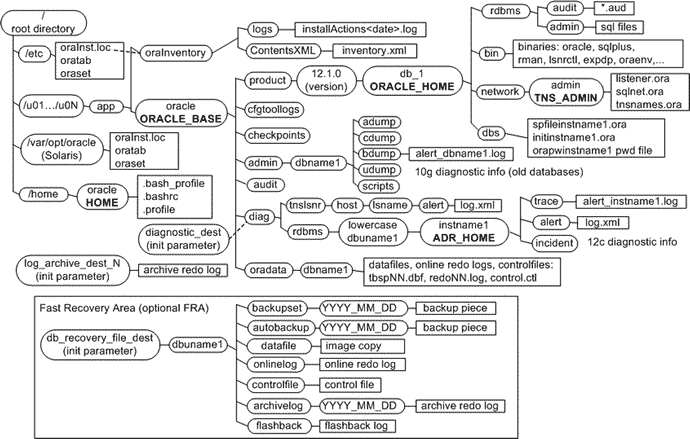 /
root directory
/etc
oraInst.loc
oratab
oraset
oraInventory
logs
installActions<date>.log
ContentsXML
inventory.xml
/u01.../u0N
app
oracle
ORACLE_BASE
/var/opt/oracle
(Solaris)
oraInst.loc
oratab
oraset
/home
oracle
HOME
.bash_profile
.bashrc
.profile
product
12.1.0
(version)
db_1
ORACLE_HOME
rdbms
audit
*.aud
admin
sql files
bin
binaries: oracle, sqlplus,
rman, lsnrctl, expdp, oraenv,...
network
admin
TNS_ADMIN
listener.ora
sqlnet.ora
tnsnames.ora
dbs
spfileinstname1.ora
initinstname1.ora
orapwinstname1 pwd file
cfgtoollogs
checkpoints
admin
dbname1
adump
cdump
bdump
alert_dbname1.log
udump
scripts
10g diagnostic info (old databases)
audit
diagnostic_dest
(init parameter)
diag
tnslsnr
host
lsname
alert
log.xml
rdbms
lowercase
dbuname1
instname1
ADR_HOME
trace
alert_instname1.log
alert
log.xml
incident
12c diagnostic info
log_archive_dest_N
(init parameter)
archive redo log
oradata
dbname1
datafiles, online redo logs, controlfiles:
tbspNN.dbf, redoNN.log, control.ctl
Fast Recovery Area (optional FRA)
db_recovery_file_dest
(init parameter)
dbuname1
backupset
YYYY_MM_DD
backup piece
autobackup
YYYY_MM_DD
backup piece
datafile
image copy
onlinelog
online redo log
controlfile
control file
archivelog
YYYY_MM_DD
archive redo log
flashback
flashback log